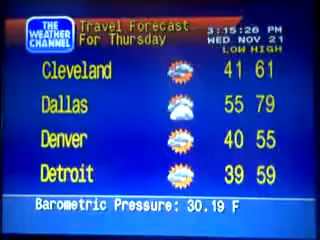 THE WEATHER CHANNEL
Travel Forecast
For Thursday
3:15:26 PM
WED NOV 21
LOW HIGH
Cleveland 41 61
Dallas 55 79
Denver 40 55
Detroit 39 59
Barometric Pressure: 30.19 F